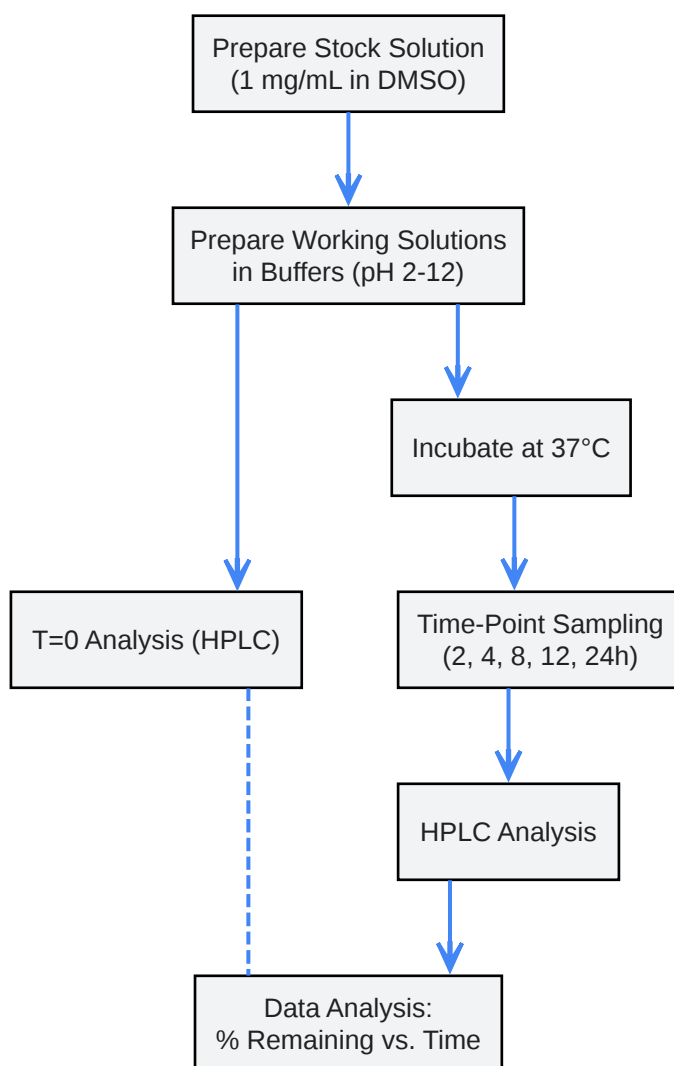 Prepare Stock Solution
(1 mg/mL in DMSO)
Prepare Working Solutions
in Buffers (pH 2-12)
Incubate at 37°C
T=0 Analysis (HPLC)
Time-Point Sampling
(2, 4, 8, 12, 24h)
HPLC Analysis
Data Analysis:
% Remaining vs. Time